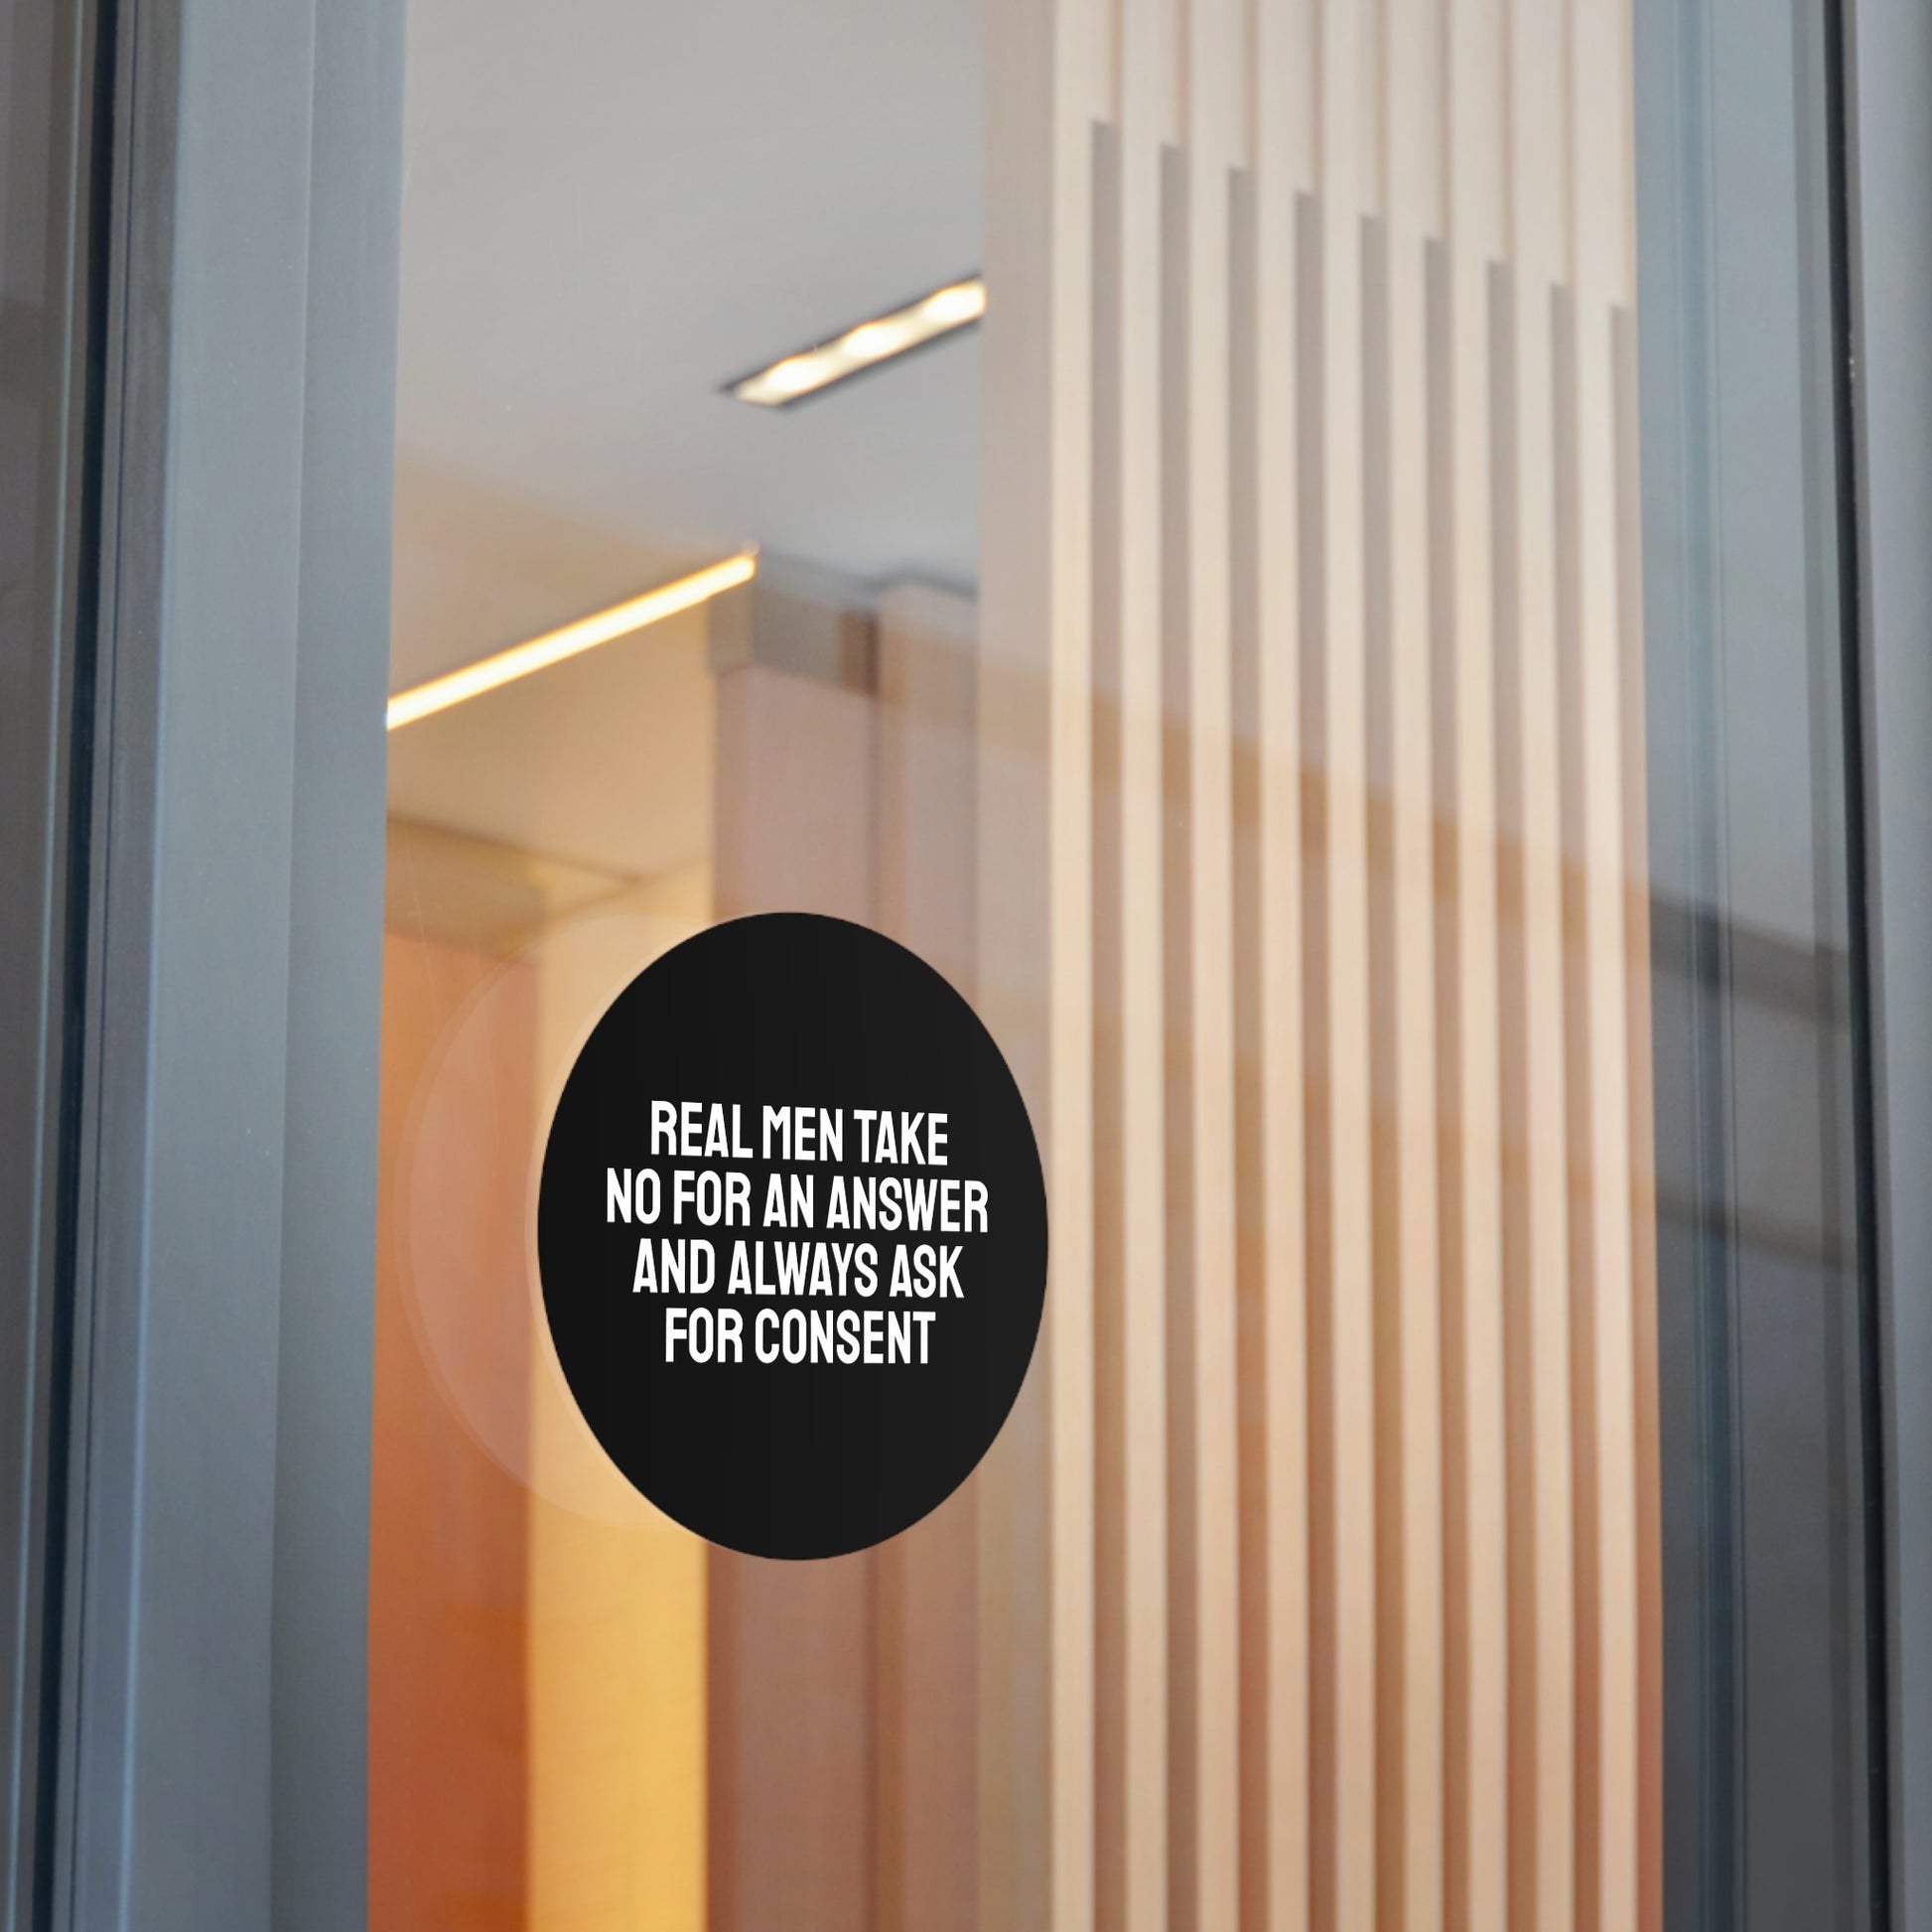 REAL MEN TAKE
NO FOR AN ANSWER
AND ALWAYS ASK
FOR CONSENT